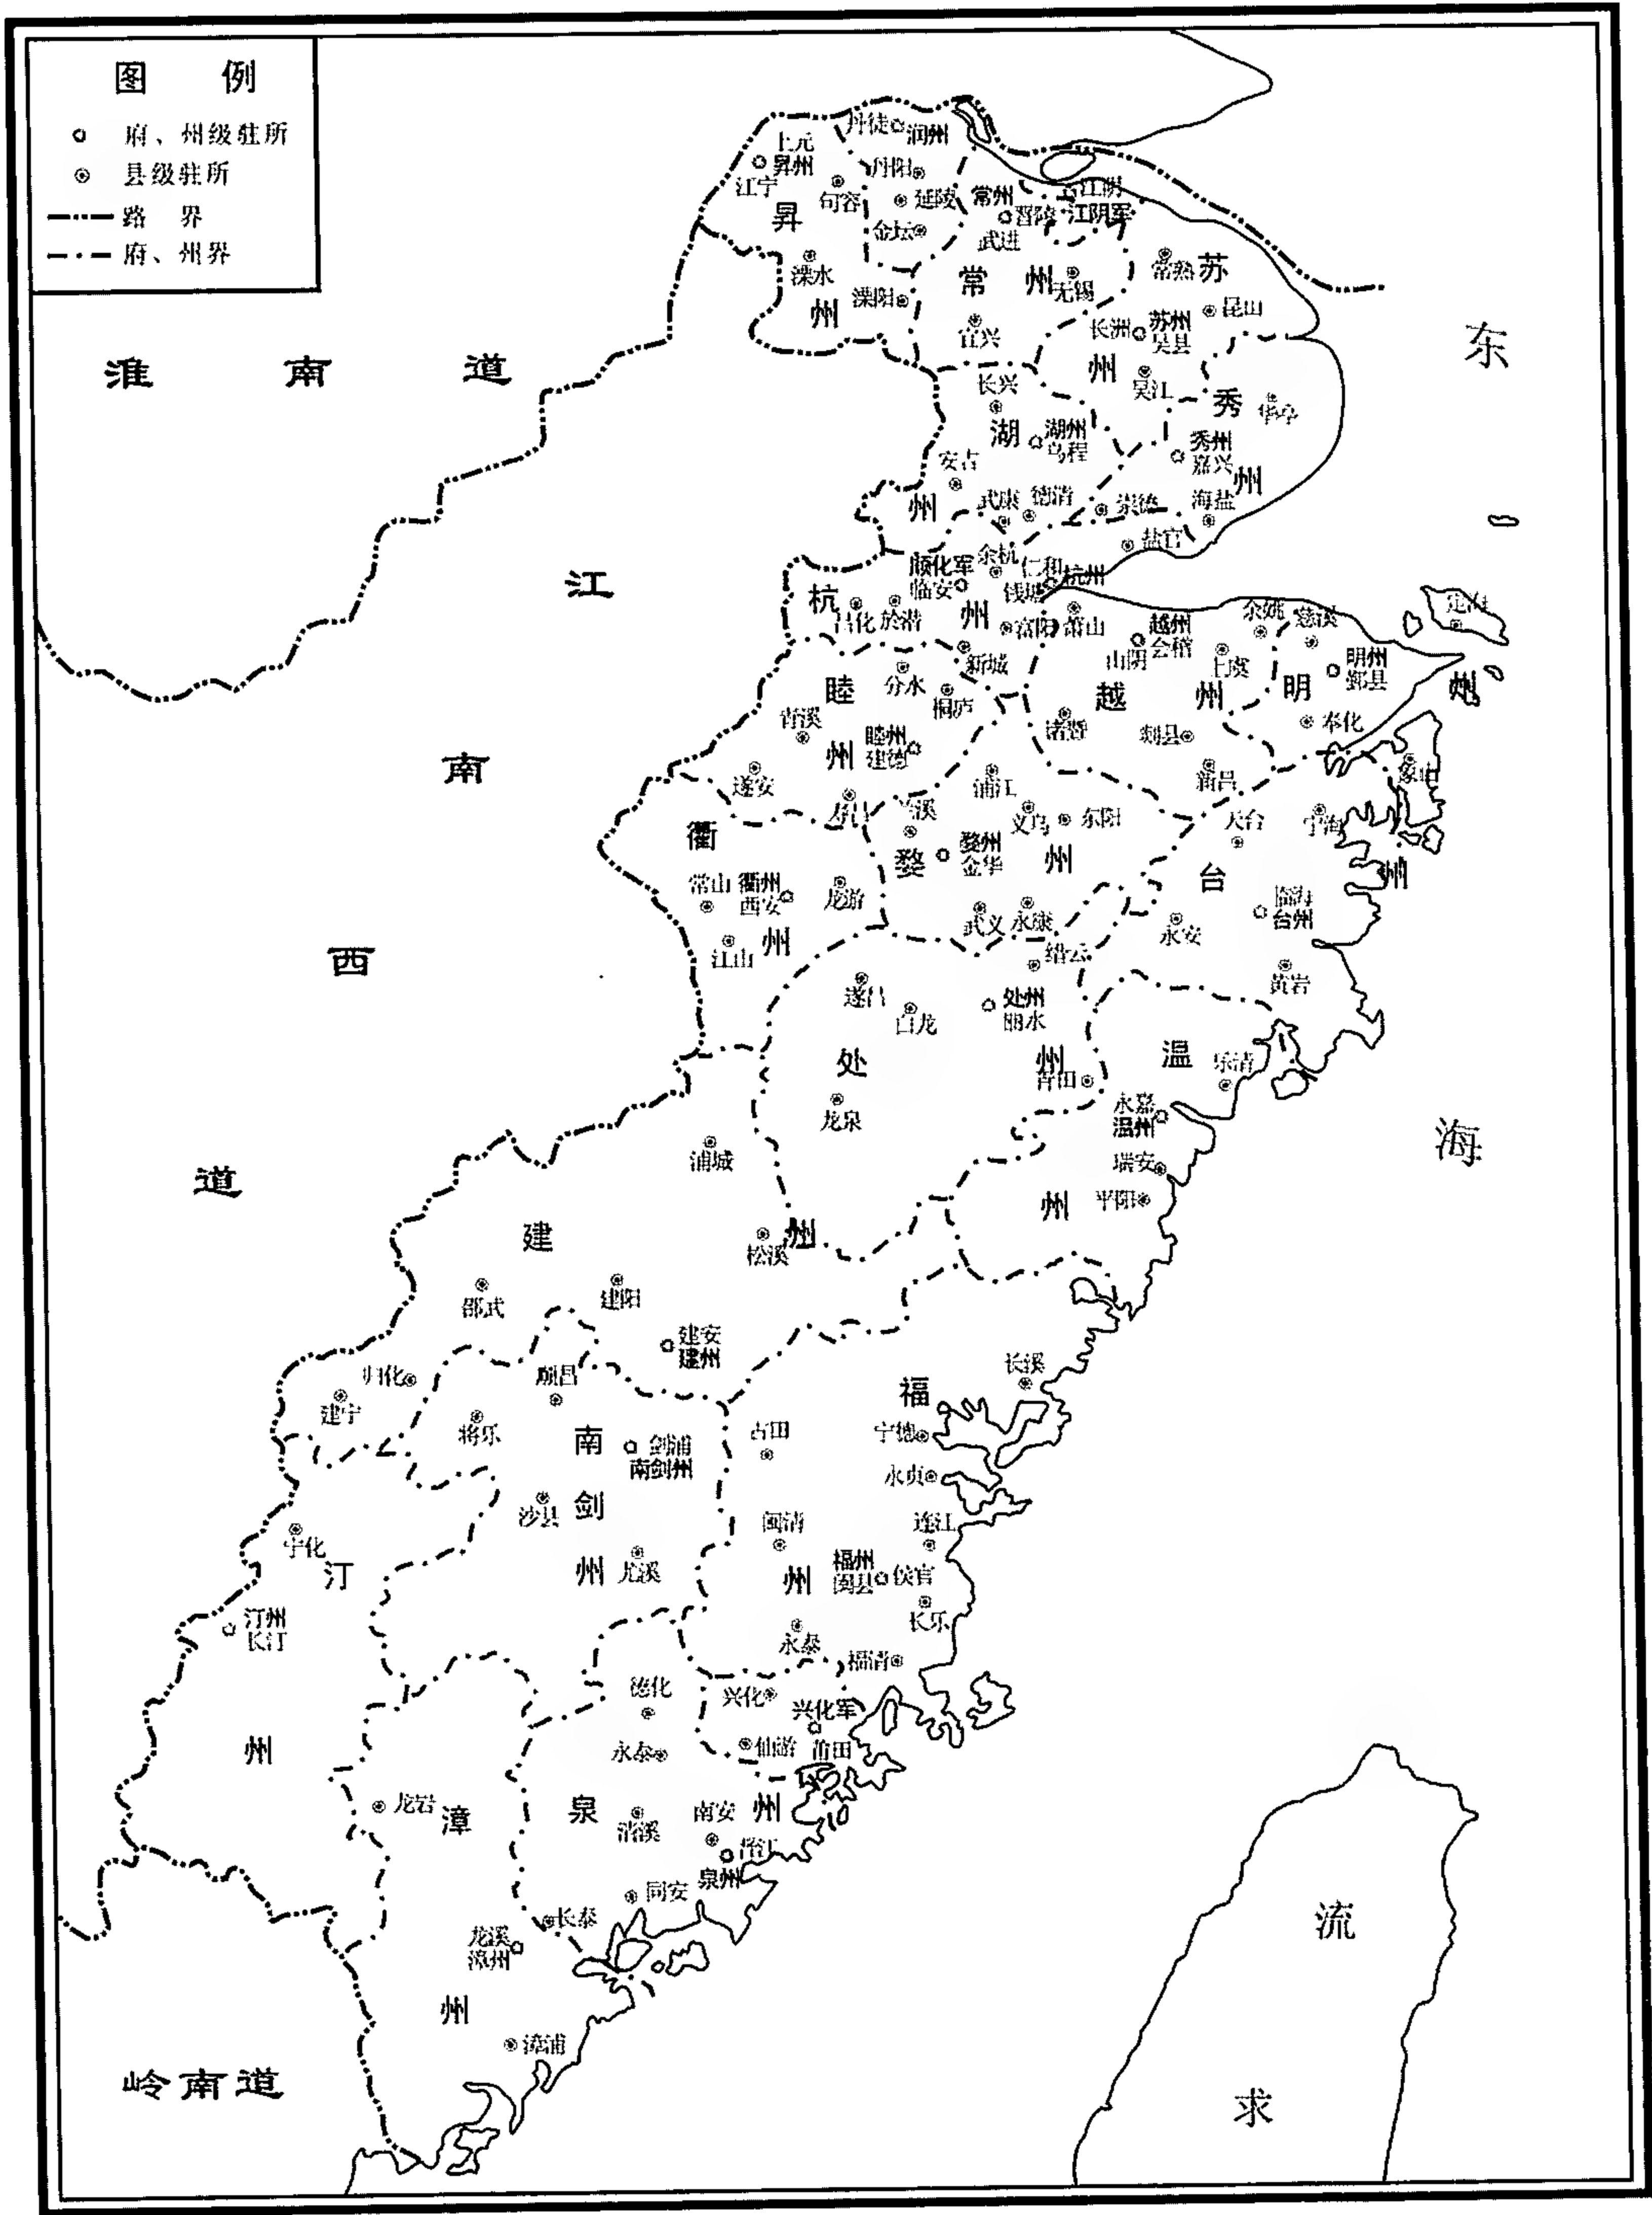 图 例
府、州级驻所
县级驻所
路 界
府、州界
淮 南 道
江
南
西
道
岭南道
东
海
流
求
丹徒
润州
上元
昇州
江宁
丹阳
句容
延陵
金坛
昇
州
溧水
溧阳
常州
晋陵
武进
江阴
江阴军
常 州
无锡
宜兴
常熟
苏
昆山
长洲
苏州
吴县
州
吴江
秀
华亭
秀州
嘉兴
州
海盐
崇德
长兴
湖
湖州
乌程
安吉
州
武康
德清
盐官
余杭
顺化军
临安
仁和
杭州
钱塘
杭
昌化
於潜
州
富阳
萧山
新城
越州
会稽
山阴
上虞
余姚
慈溪
定海
明州
鄞县
越 州
明
州
奉化
诸暨
剡县
新昌
象山
睦
分水
桐庐
青溪
睦州
建德
州
遂安
浦江
义乌
东阳
天台
宁海
衢
婺
婺州
金华
州
常山
衢州
西安
龙游
江山
州
武义
永康
台
临海
台州
州
永安
黄岩
缙云
遂昌
白龙
处州
丽水
处
州
青田
龙泉
温
乐清
永嘉
温州
瑞安
平阳
州
浦城
建
州
松溪
邵武
建阳
建安
建州
归化
建宁
顺昌
将乐
南
剑
州
剑浦
南剑州
沙县
尤溪
福
长溪
宁德
古田
永贞
闽清
连江
州
福州
闽县
侯官
长乐
永泰
福清
宁化
汀
汀州
长汀
州
德化
兴化
兴化军
永泰
仙游
莆田
龙岩
漳
泉
州
清溪
南安
泉州
同安
长泰
龙溪
漳州
州
漳浦